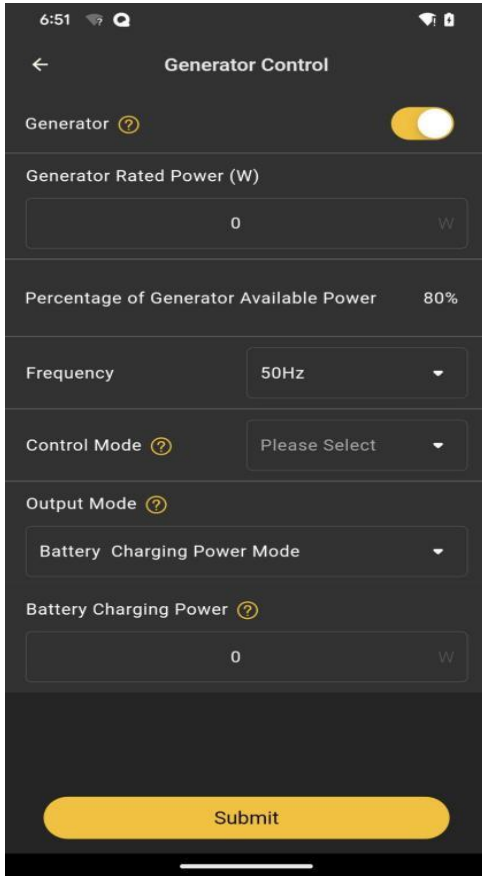 6:51
Generator Control
Generator ?
Generator Rated Power (W)
0 W
Percentage of Generator Available Power 80%
Frequency 50Hz
Control Mode ? Please Select
Output Mode ?
Battery Charging Power Mode
Battery Charging Power ?
0 W
Submit